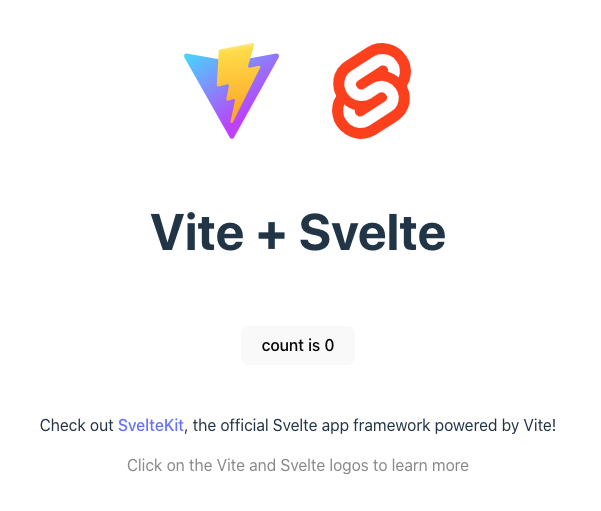 Vite + Svelte
count is 0
Check out SvelteKit, the official Svelte app framework powered by Vite!
Click on the Vite and Svelte logos to learn more